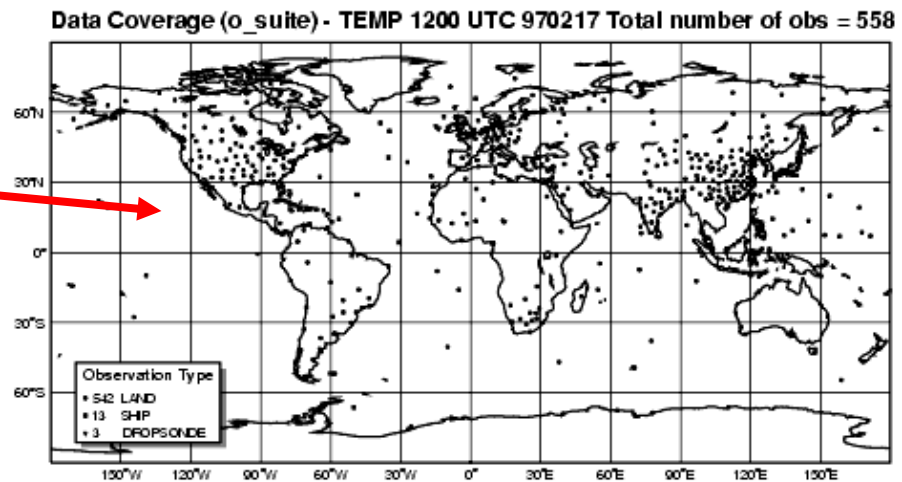 Data Coverage (o_suite) - TEMP 1200 UTC 970217 Total number of obs = 558
60°N
30°N
0°
30°S
60°S
Observation Type
542 LAND
13 SHIP
3 DROPSONDE
150°W 120°W 90°W 60°W 30°W 0° 30°E 60°E 90°E 120°E 150°E